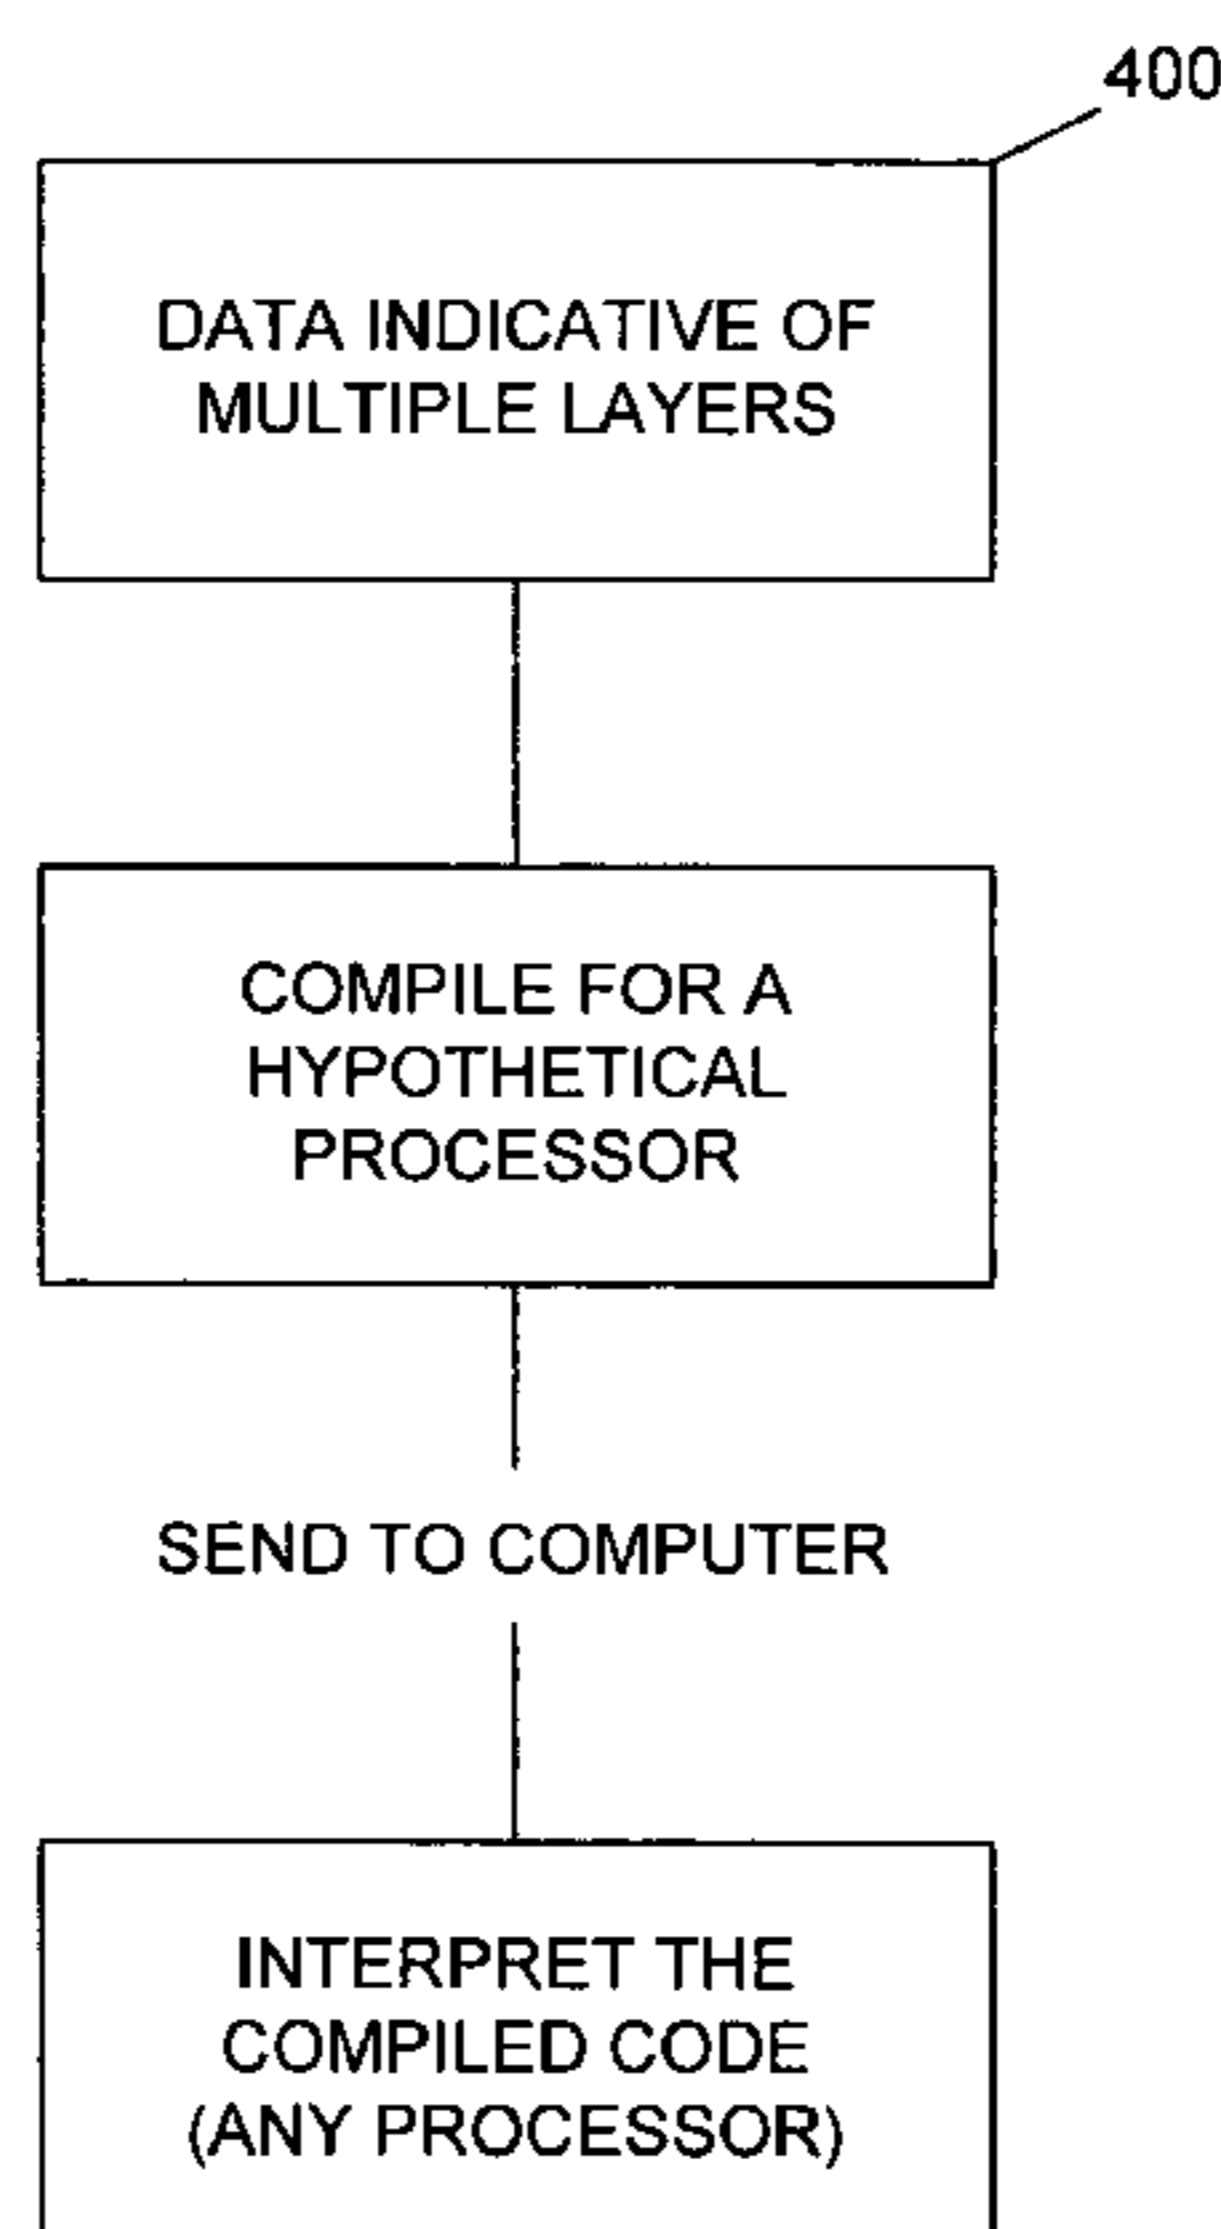 400
DATA INDICATIVE OF
MULTIPLE LAYERS
COMPILE FOR A
HYPOTHETICAL
PROCESSOR
SEND TO COMPUTER
INTERPRET THE
COMPILED CODE
(ANY PROCESSOR)